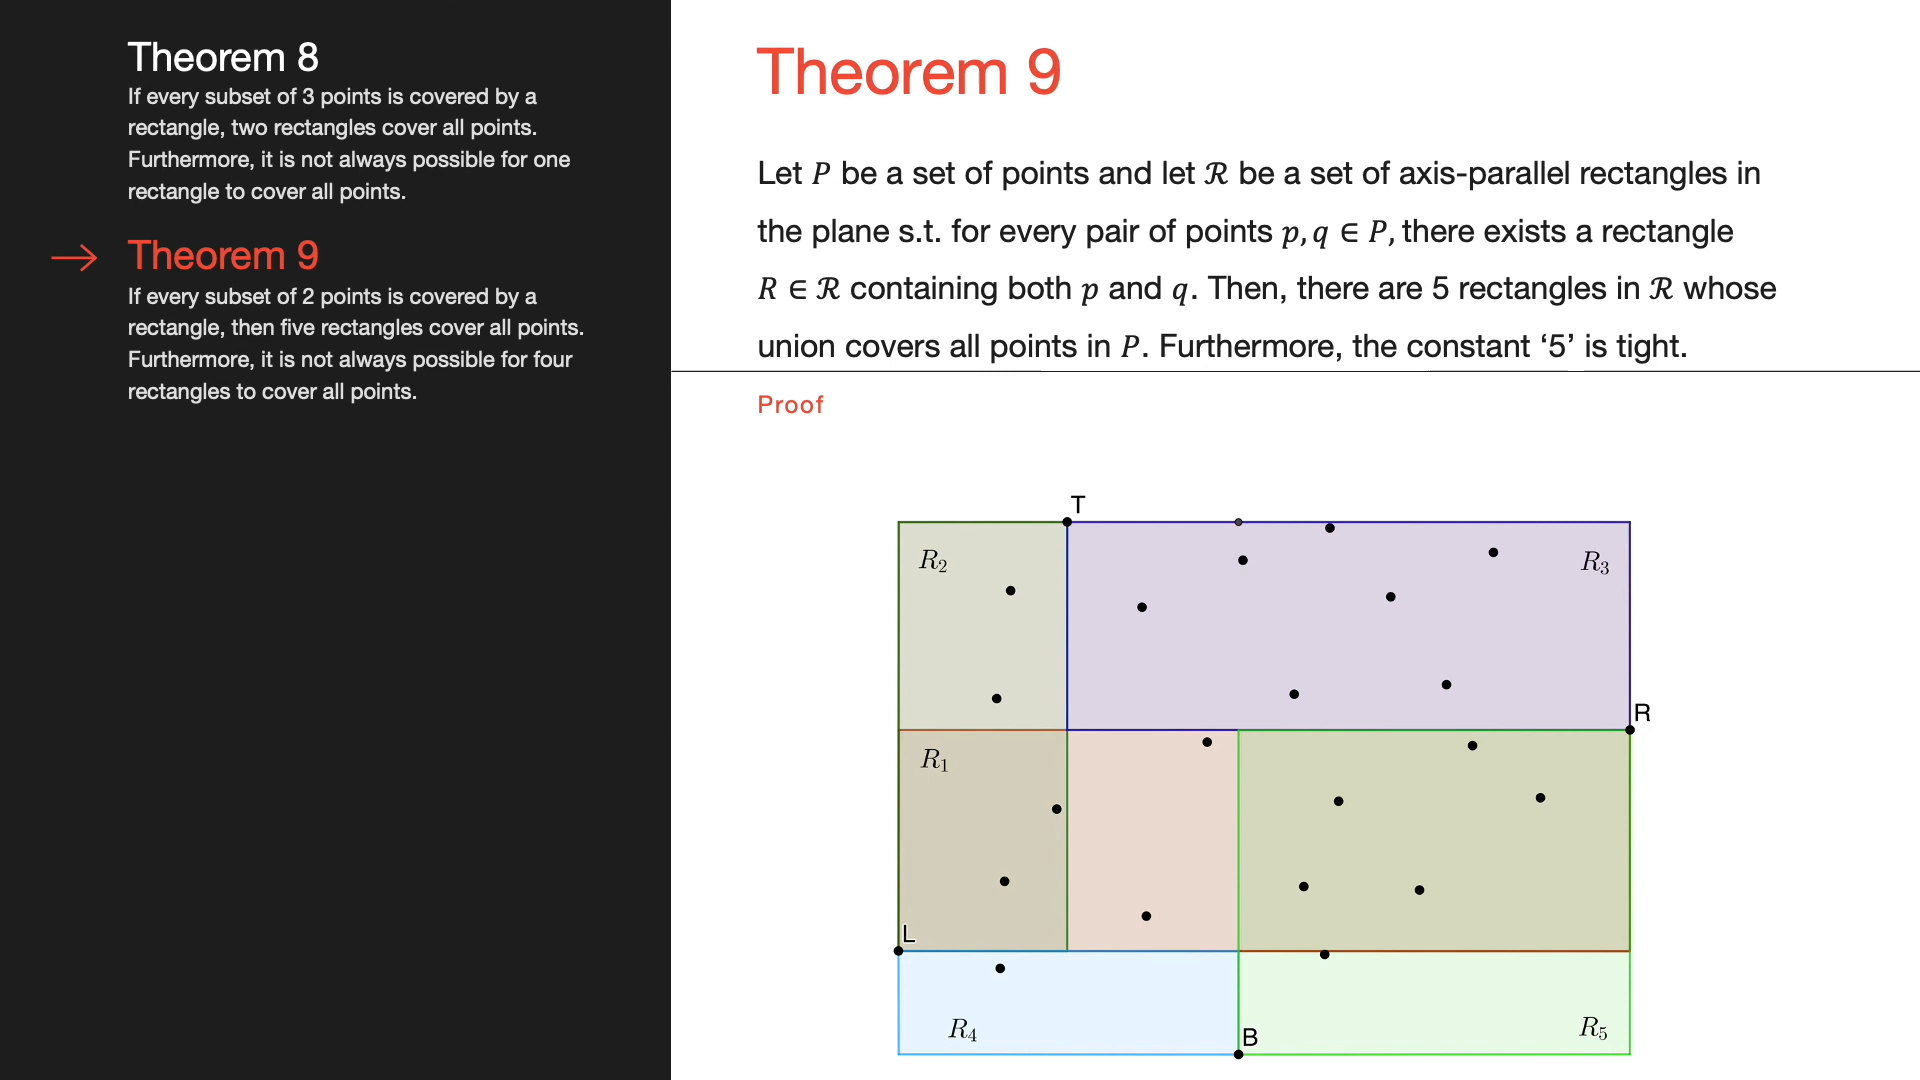 Theorem 8
If every subset of 3 points is covered by a
rectangle, two rectangles cover all points.
Furthermore, it is not always possible for one
rectangle to cover all points.
→ Theorem 9
If every subset of 2 points is covered by a
rectangle, then five rectangles cover all points.
Furthermore, it is not always possible for four
rectangles to cover all points.
Theorem 9
Let 𝑃 be a set of points and let ℛ be a set of axis-parallel rectangles in
the plane s.t. for every pair of points 𝑝, 𝑞 ∈ 𝑃, there exists a rectangle
𝑅 ∈ ℛ containing both 𝑝 and 𝑞. Then, there are 5 rectangles in ℛ whose
union covers all points in 𝑃. Furthermore, the constant ‘5’ is tight.
Proof
T
R₂
R₃
R
R₁
L
R₄
B
R₅